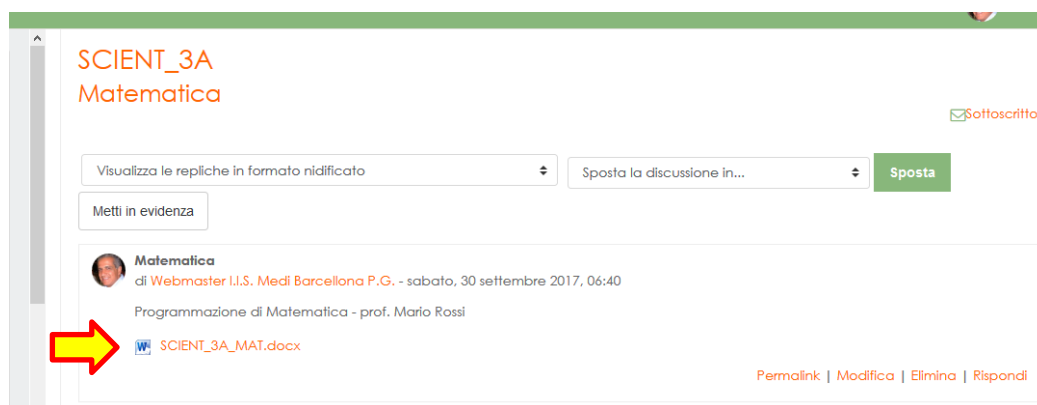 SCIENT_3A
Matematica
Sottoscritto
Visualizza le repliche in formato nidificato
Sposta la discussione in...
Sposta
Metti in evidenza
Matematica
di Webmaster I.I.S. Medi Barcellona P.G. - sabato, 30 settembre 2017, 06:40
Programmazione di Matematica - prof. Mario Rossi
SCIENT_3A_MAT.docx
Permalink | Modifica | Elimina | Rispondi